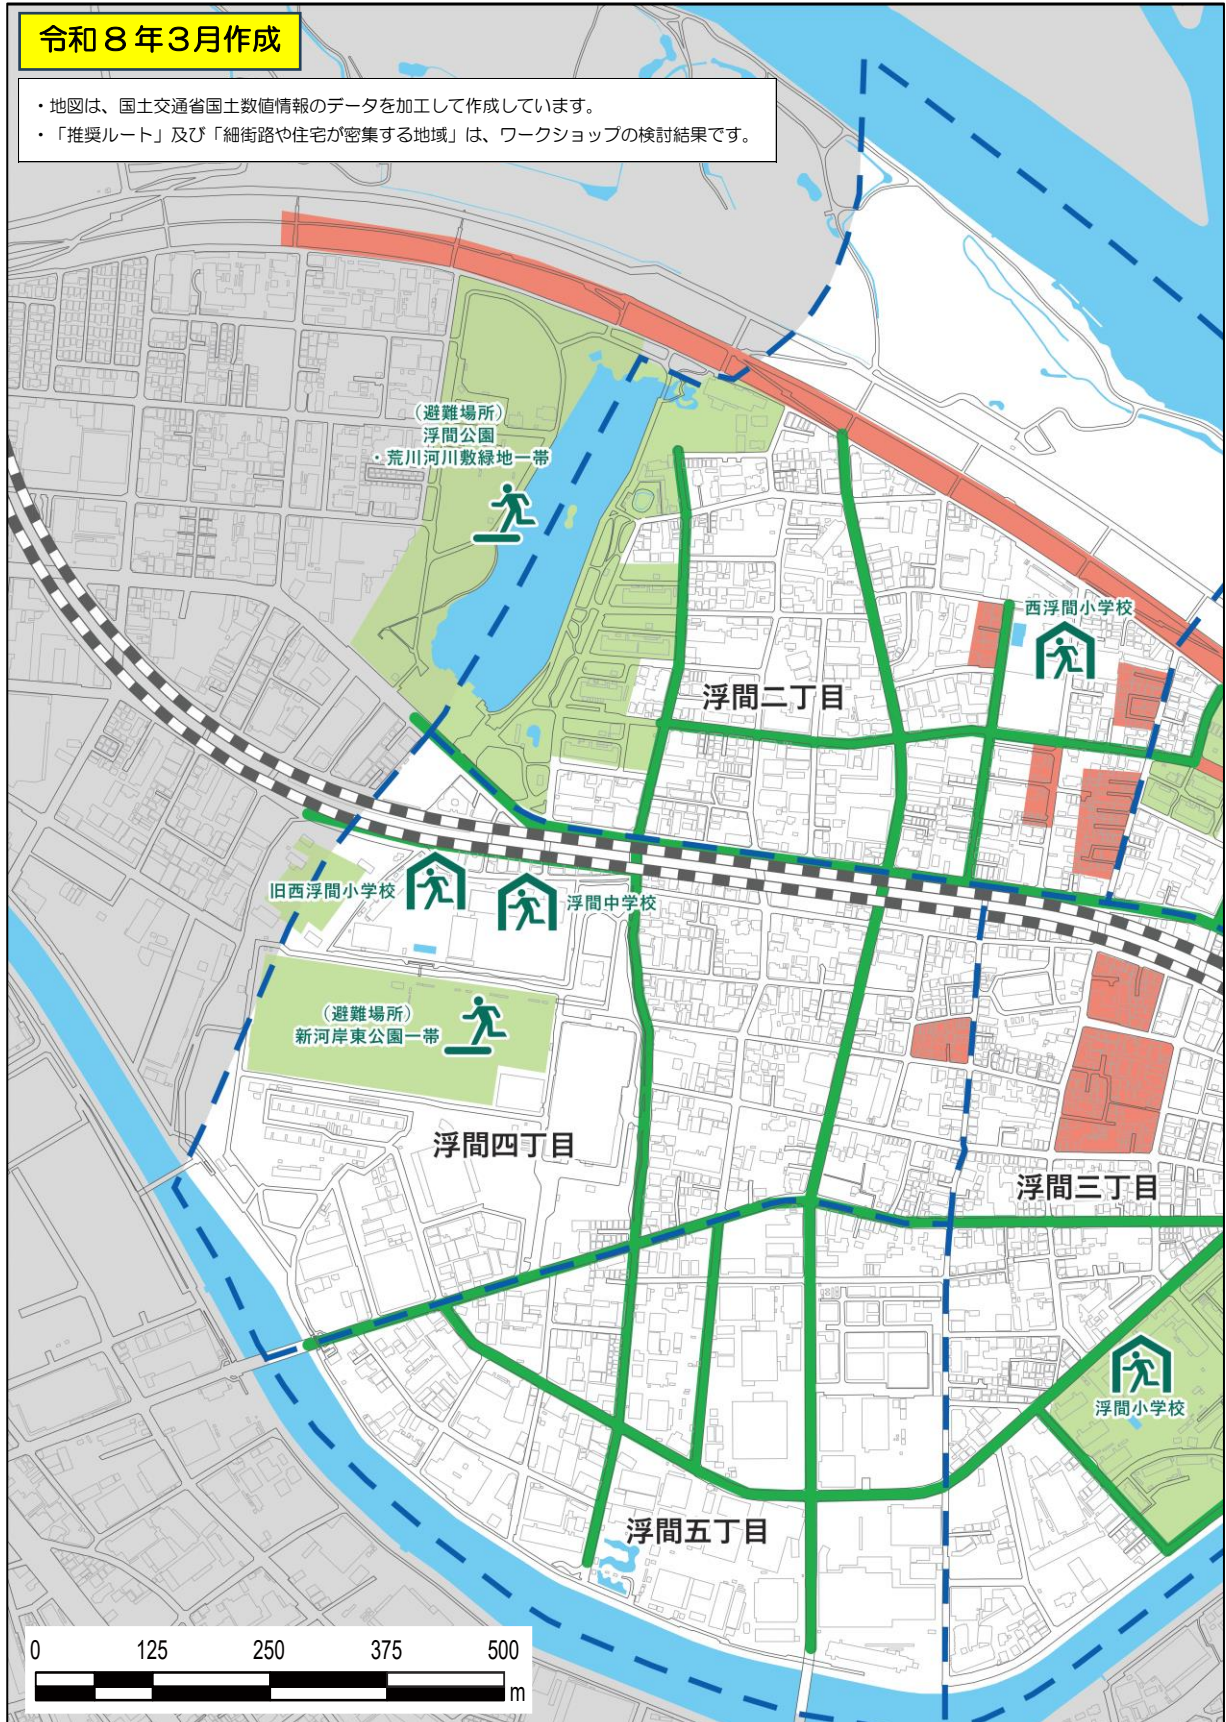 令和８年３月作成
・地図は、国土交通省国土数値情報のデータを加工して作成しています。
・「推奨ルート」及び「細街路や住宅が密集する地域」は、ワークショップの検討結果です。
（避難場所）
浮間公園
・荒川河川敷緑地一帯
西浮間小学校
浮間二丁目
旧西浮間小学校
浮間中学校
（避難場所）
新河岸東公園一帯
浮間四丁目
浮間三丁目
浮間小学校
浮間五丁目
0 125 250 375 500
m